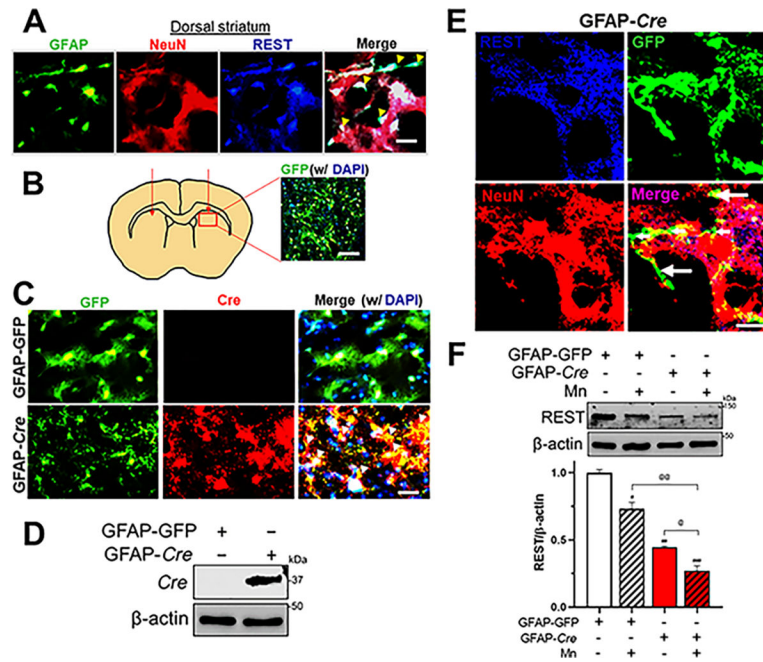 A
Dorsal striatum
GFAP NeuN REST Merge
B
GFP (w/ DAPI)
C
GFP Cre Merge (w/ DAPI)
GFAP-GFP
GFAP-Cre
D
GFAP-GFP + -
GFAP-Cre - +
kDa
Cre -37
-50
β-actin
E
GFAP-Cre
REST GFP
NeuN Merge
F
GFAP-GFP + + - -
GFAP-Cre - - + +
Mn - + - +
kDa
REST -150
β-actin -50
REST/β-actin
1.0
0.5
0
@@
@
GFAP-GFP + + - -
GFAP-Cre - - + +
Mn - + - +